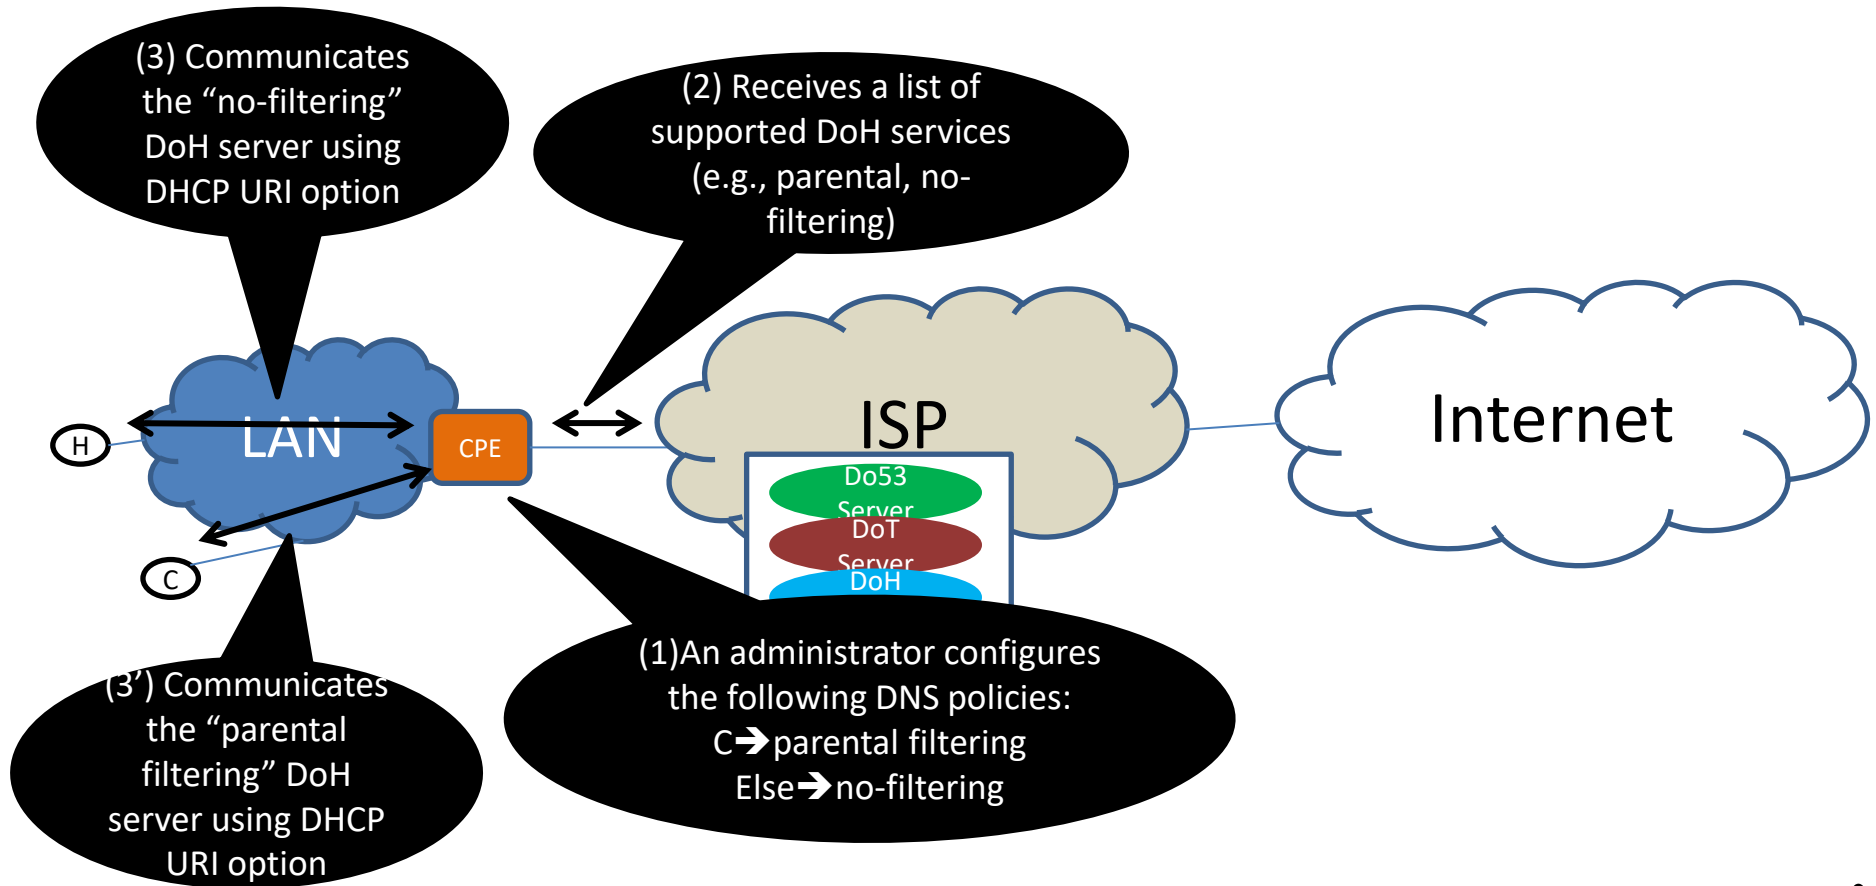 (3) Communicates
the “no-filtering”
DoH server using
DHCP URI option
(2) Receives a list of
supported DoH services
(e.g., parental, no-
filtering)
LAN
H
C
CPE
ISP
Internet
Do53
Server
DoT
Server
DoH
(1)An administrator configures
the following DNS policies:
C➔parental filtering
Else➔no-filtering
(3’) Communicates
the “parental
filtering” DoH
server using DHCP
URI option